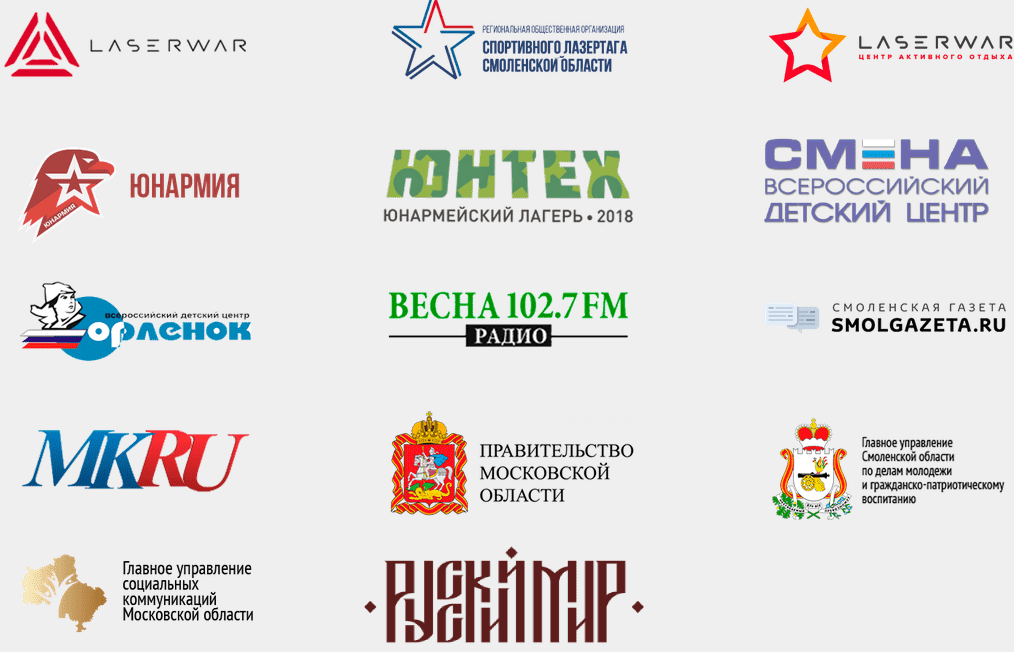 LASERWAR
РЕГИОНАЛЬНАЯ ОБЩЕСТВЕННАЯ ОРГАНИЗАЦИЯ
СПОРТИВНОГО ЛАЗЕРТАГА
СМОЛЕНСКОЙ ОБЛАСТИ
LASERWAR
ЦЕНТР АКТИВНОГО ОТДЫХА
ЮНАРМИЯ
ЮНАРМИЯ
ЮНТЕХ
ЮНАРМЕЙСКИЙ ЛАГЕРЬ • 2018
СМЕНА
ВСЕРОССИЙСКИЙ
ДЕТСКИЙ ЦЕНТР
всероссийский детский центр
орленок
ВЕСНА 102.7 FM
РАДИО
СМОЛЕНСКАЯ ГАЗЕТА
SMOLGAZETA.RU
MKRU
ПРАВИТЕЛЬСТВО
МОСКОВСКОЙ
ОБЛАСТИ
Главное управление
Смоленской области
по делам молодежи
и гражданско-патриотическому
воспитанию
Главное управление
социальных
коммуникаций
Московской области
РУССКИЙ МИР